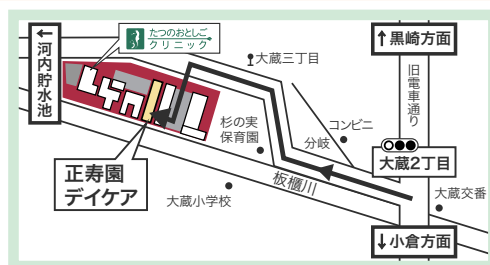 ←河内貯水池
たつのおとしご
クリニック
大蔵三丁目
↑黒崎方面
旧電車通り
コンビニ
分岐
杉の実
保育園
大蔵2丁目
正寿園
デイケア
板櫃川
大蔵小学校
大蔵交番
↓小倉方面